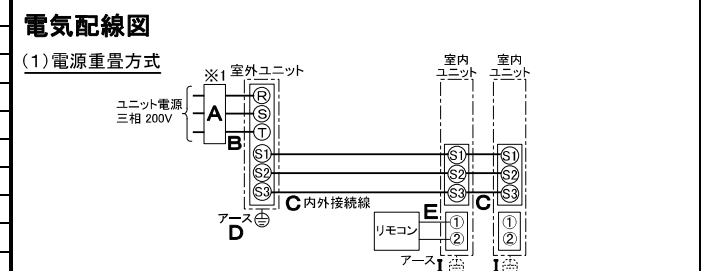 電気配線図
(1)電源重畳方式
※1
室外ユニット
室内
ユニット
室内
ユニット
ユニット電源
三相 200V
A
B
R
S
T
S1
S2
S3
S1
S2
S3
S1
S2
S3
C内外接続線
C
アース
D
E
リモコン
①
②
①
②
アース
I
I